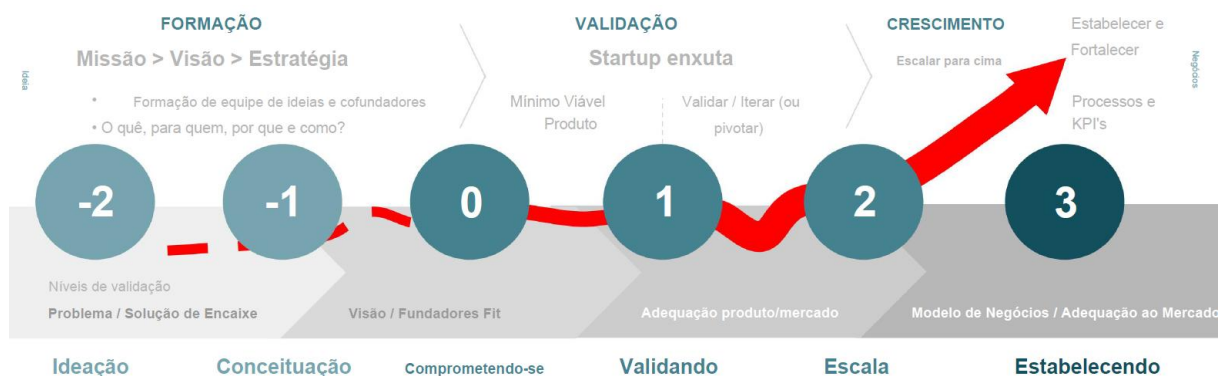 FORMAÇÃO
Missão > Visão > Estratégia
• Formação de equipe de ideias e cofundadores
• O quê, para quem, por que e como?
Ideia
VALIDAÇÃO
Startup enxuta
Mínimo Viável
Produto
Validar / Iterar (ou
pivotar)
CRESCIMENTO
Escalar para cima
Estabelecer e
Fortalecer
Processos e
KPI's
Negócios
-2
-1
0
1
2
3
Níveis de validação
Problema / Solução de Encaixe
Visão / Fundadores Fit
Adequação produto/mercado
Modelo de Negócios / Adequação ao Mercado
Ideação
Conceituação
Comprometendo-se
Validando
Escala
Estabelecendo